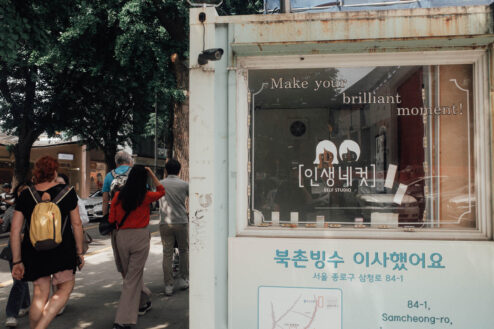 Make your
brilliant
moment!
[인생네컷]
SELF STUDIO
북촌빙수 이사했어요
서울 종로구 삼청로 84-1
84-1,
Samcheong-ro,